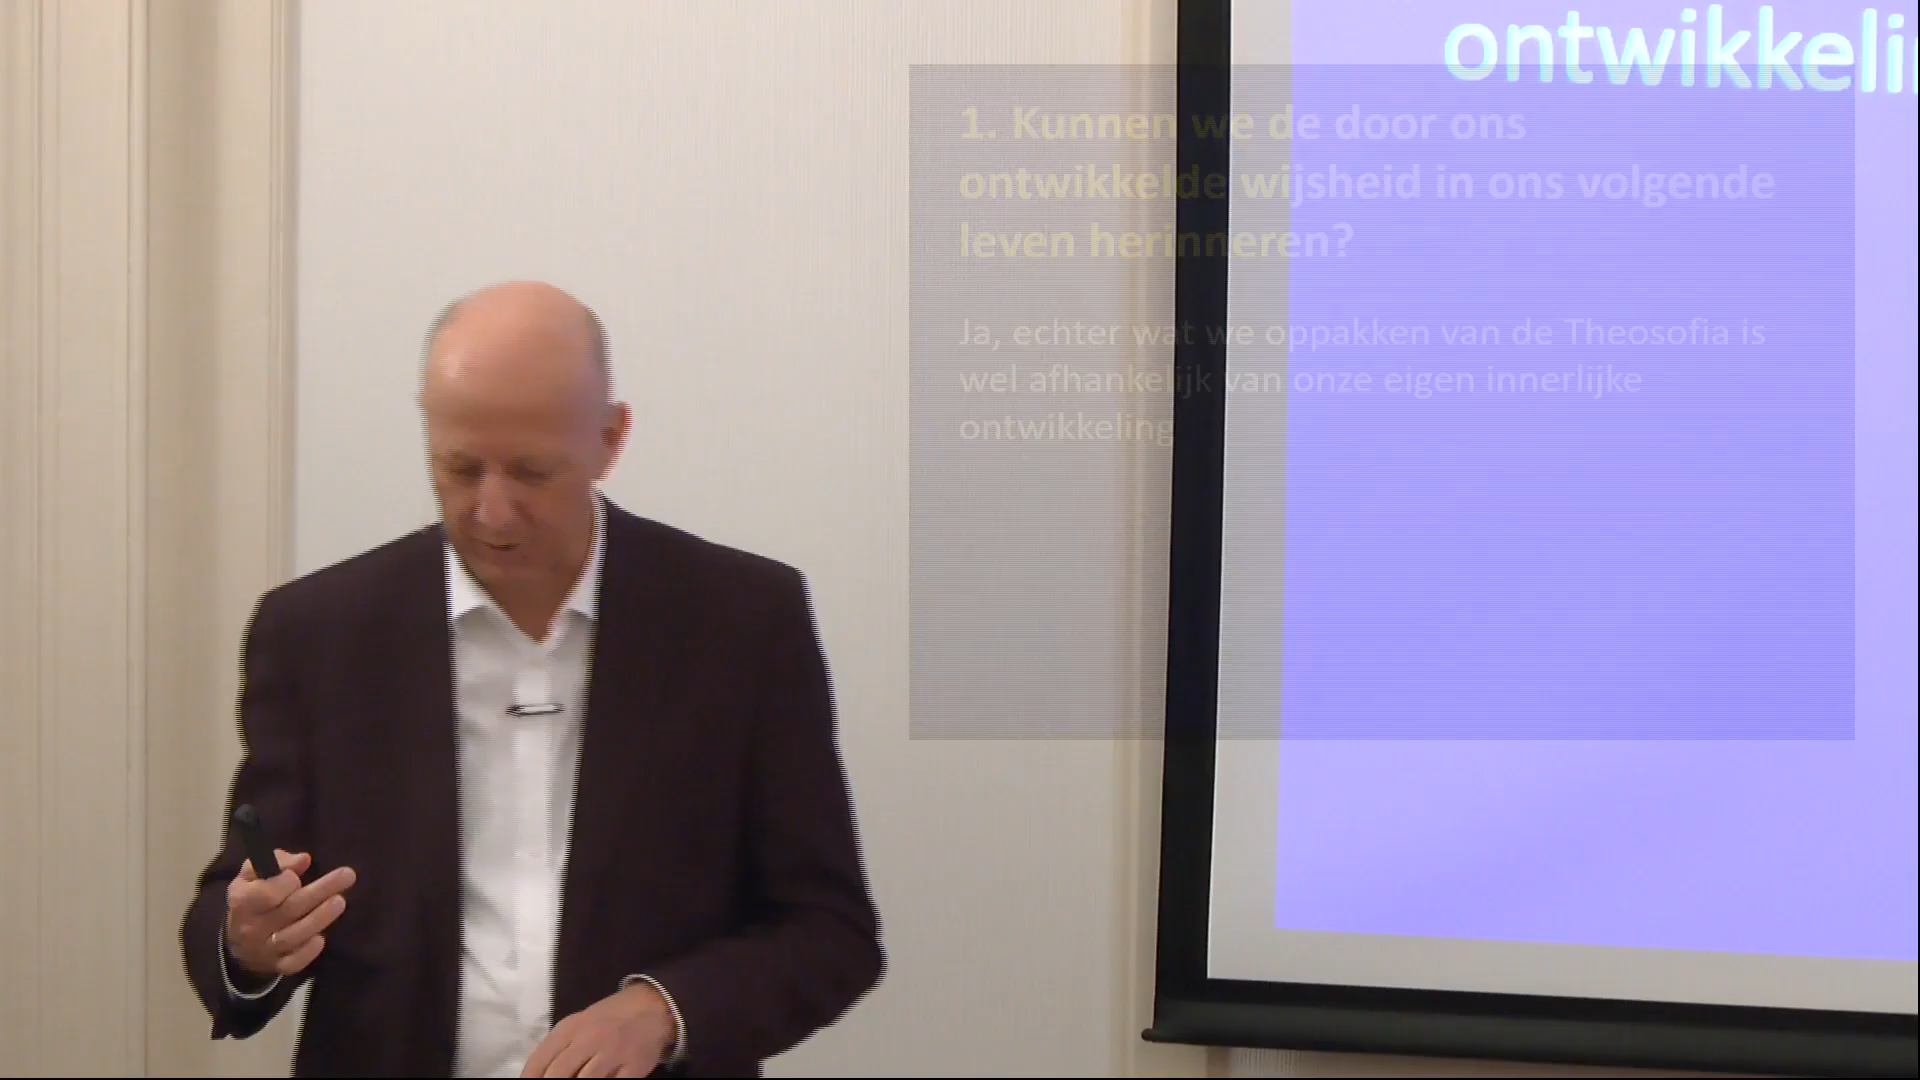 1. Kunnen we de door ons
ontwikkelde wijsheid in ons volgende
leven herinneren?
Ja, echter wat we oppakken van de Theosofia is
wel afhankelijk van onze eigen innerlijke
ontwikkeling